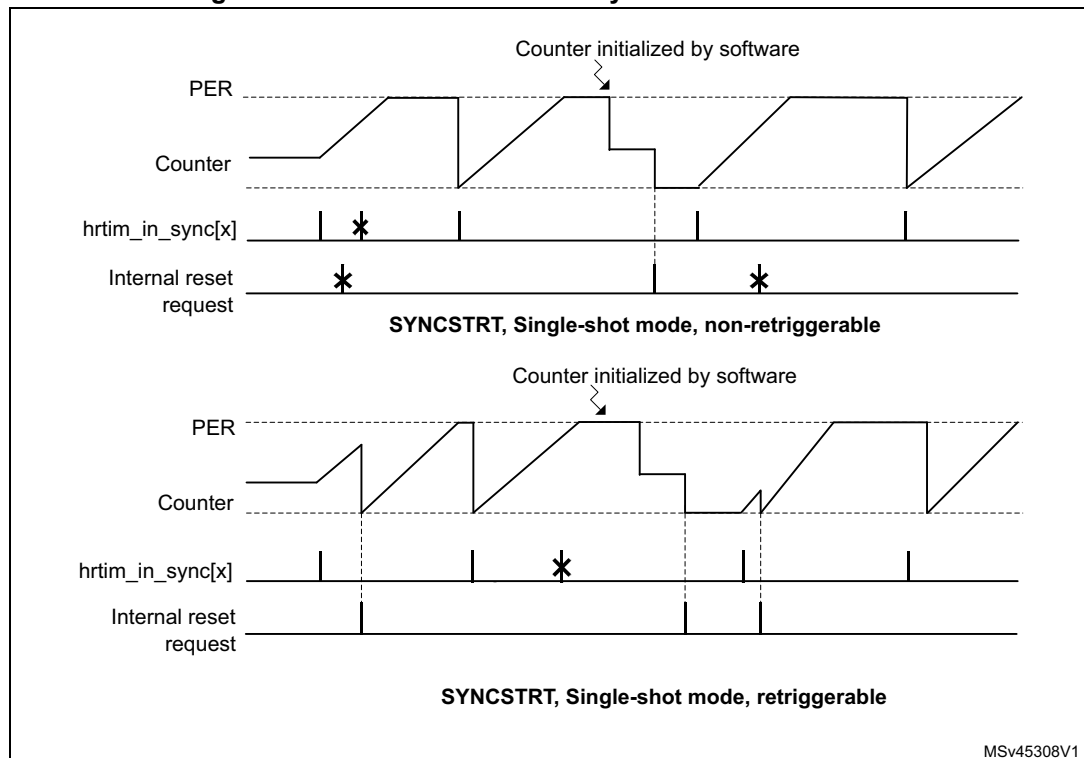 Counter initialized by software
PER
Counter
hrtim_in_sync[x]
Internal reset
request
SYNCSTRT, Single-shot mode, non-retriggerable
Counter initialized by software
PER
Counter
hrtim_in_sync[x]
Internal reset
request
SYNCSTRT, Single-shot mode, retriggerable
MSv45308V1